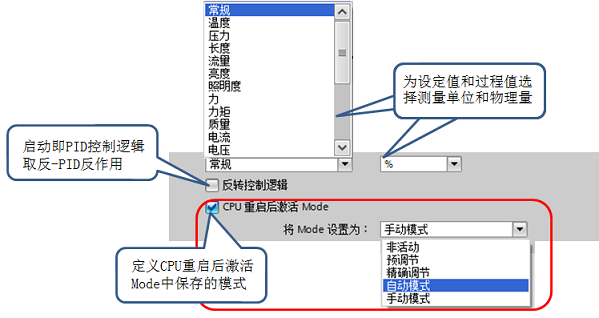 常规
温度
压力
长度
流量
亮度
照明度
力
力矩
质量
电流
电压
为设定值和过程值选
择测量单位和物理量
启动即PID控制逻辑
取反-PID反作用
常规
%
反转控制逻辑
CPU 重启后激活 Mode
将 Mode 设置为：
手动模式
非活动
预调节
精确调节
自动模式
手动模式
定义CPU重启后激活
Mode中保存的模式